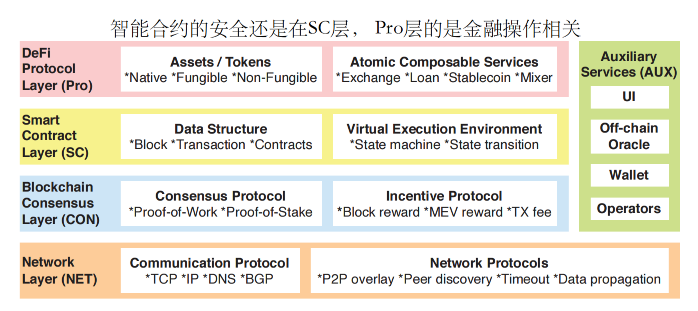 智能合约的安全还是在SC层， Pro层的是金融操作相关
DeFi
Protocol
Layer (Pro)
Assets / Tokens
*Native *Fungible *Non-Fungible
Atomic Composable Services
*Exchange *Loan *Stablecoin *Mixer
Smart
Contract
Layer (SC)
Data Structure
*Block *Transaction *Contracts
Virtual Execution Environment
*State machine *State transition
Blockchain
Consensus
Layer (CON)
Consensus Protocol
*Proof-of-Work *Proof-of-Stake
Incentive Protocol
*Block reward *MEV reward *TX fee
Network
Layer (NET)
Communication Protocol
*TCP *IP *DNS *BGP
Network Protocols
*P2P overlay *Peer discovery *Timeout *Data propagation
Auxiliary
Services (AUX)
UI
Off-chain
Oracle
Wallet
Operators